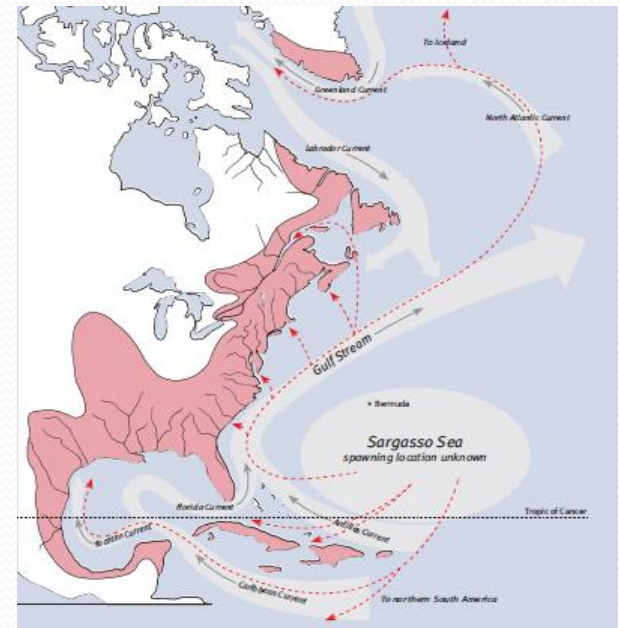 To Iceland
Greenland Current
North Atlantic Current
Labrador Current
Gulf Stream
+ Bermuda
Sargasso Sea
spawning location unknown
Florida Current
Tropic of Cancer
Antilles Current
Yucatan Current
Caribbean Current
To northern South America